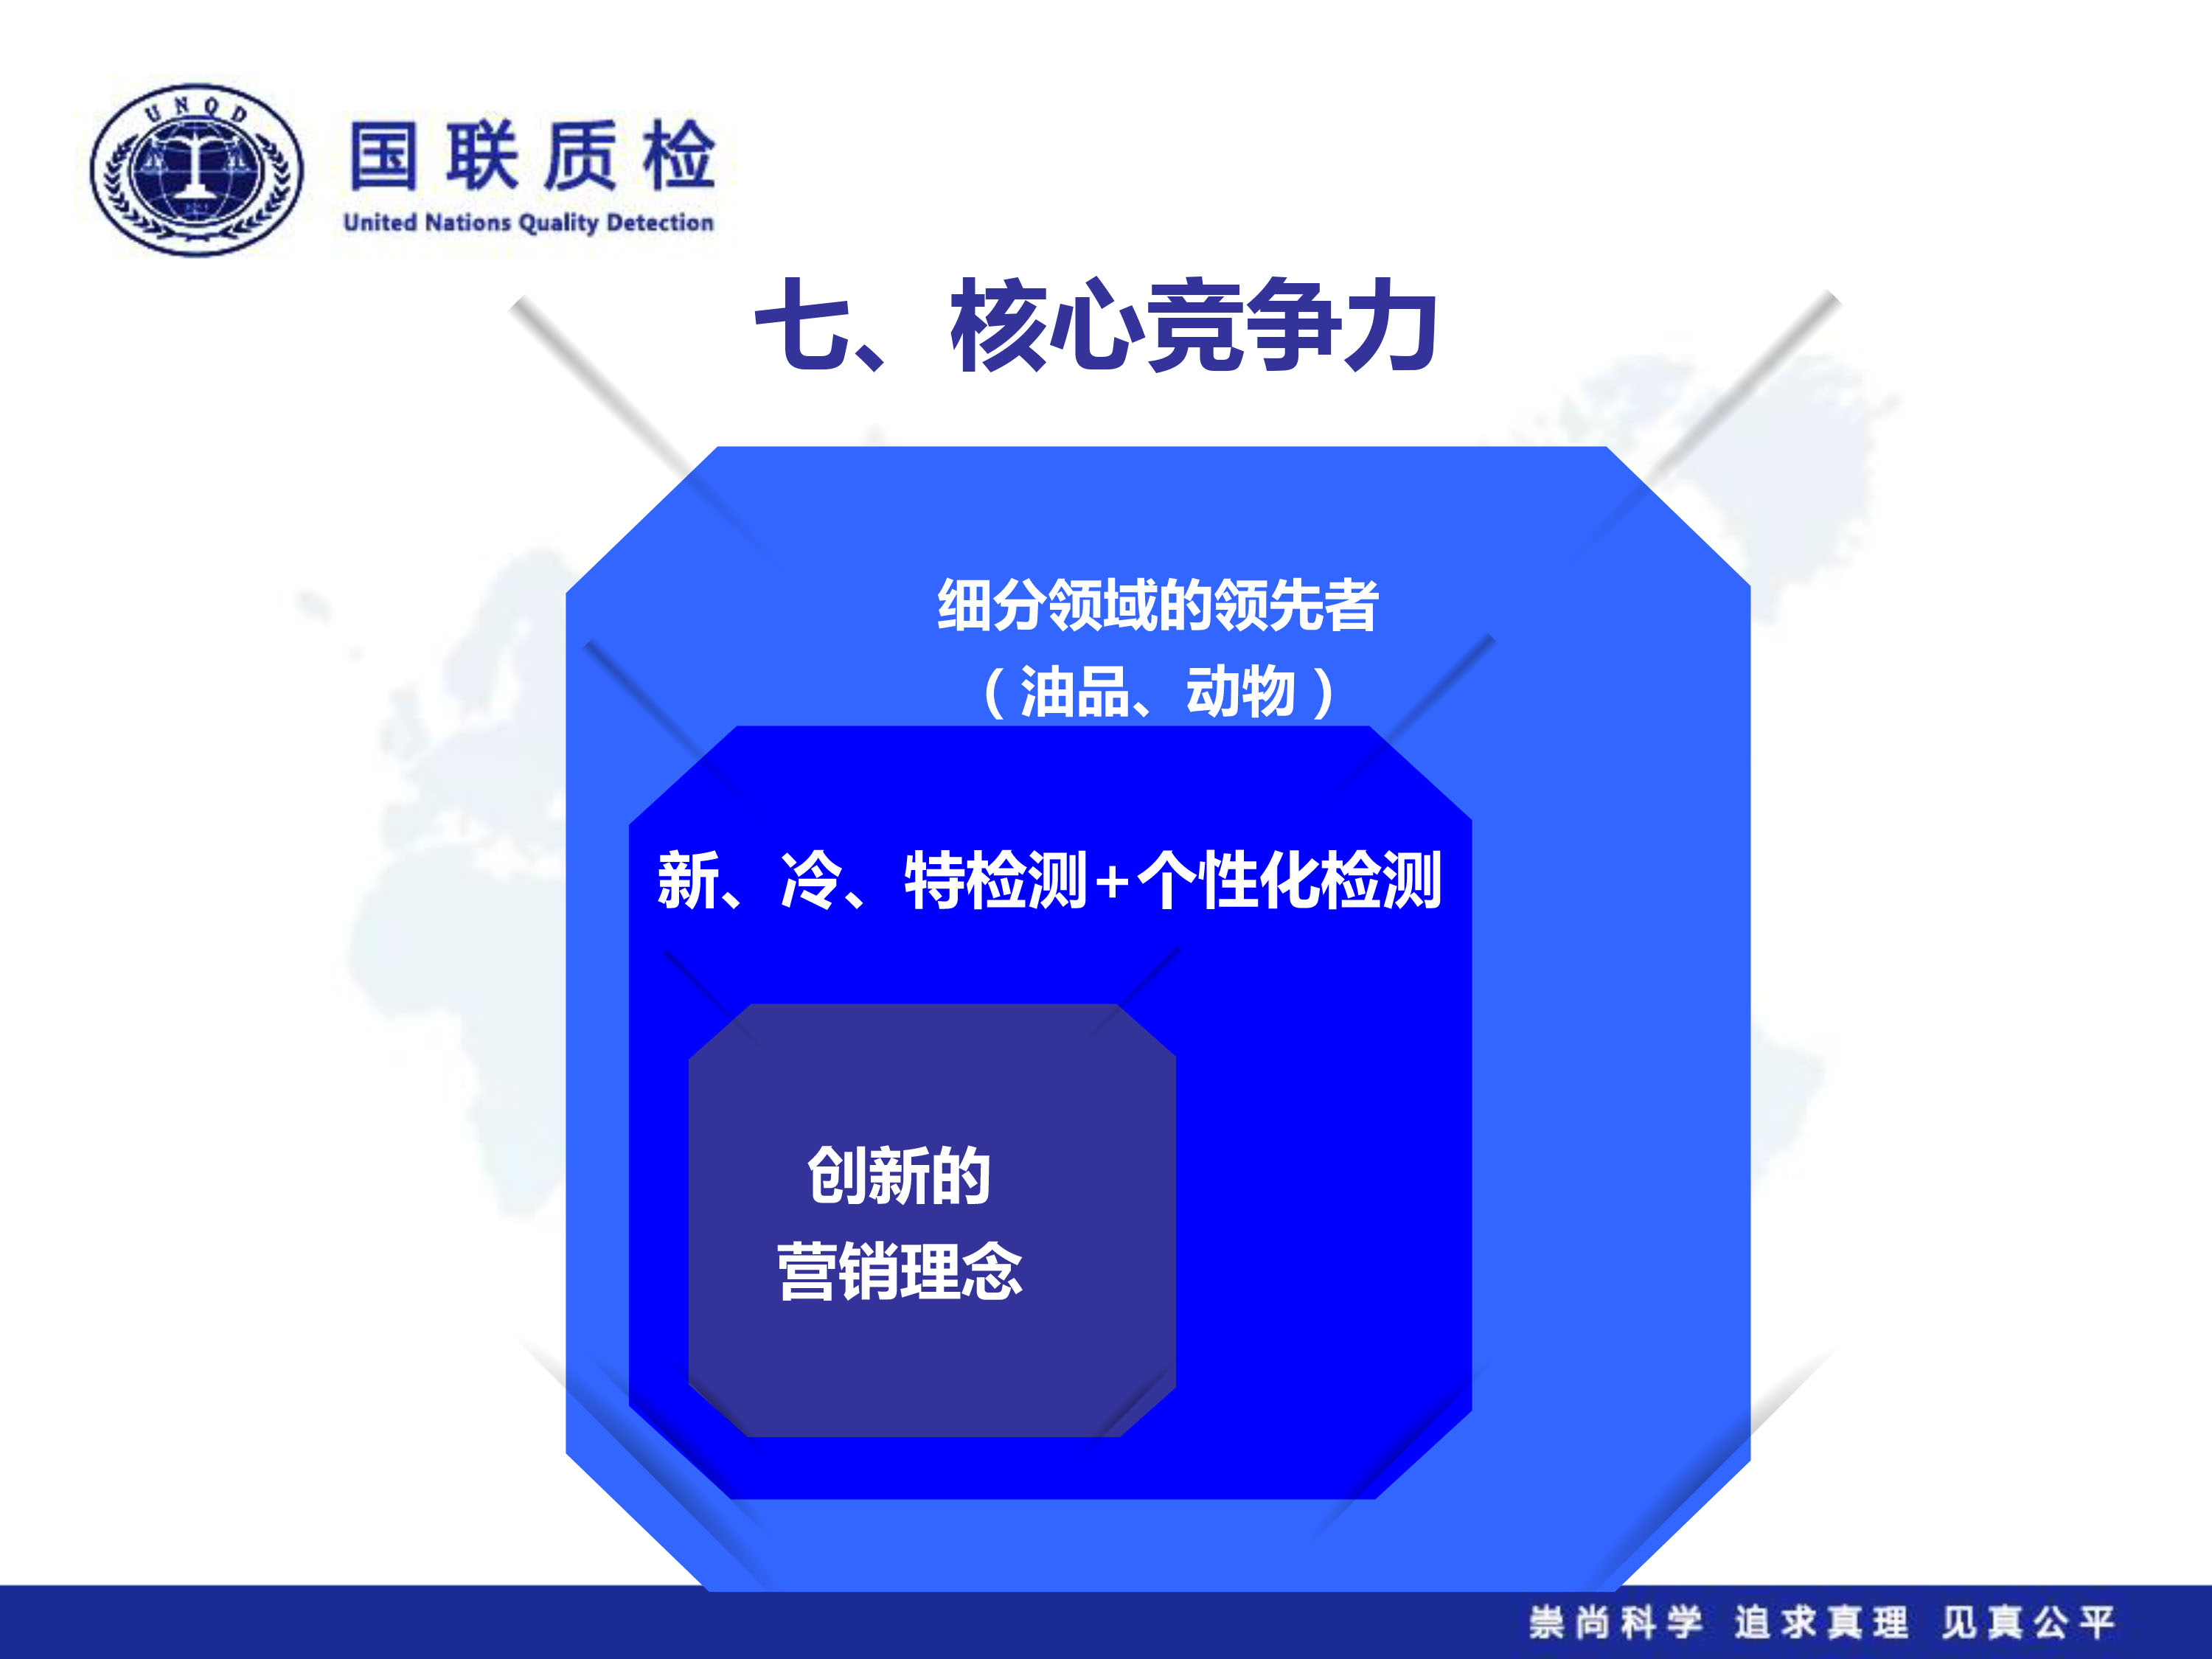 UNQD
国联质检
United Nations Quality Detection
七、核心竞争力
细分领域的领先者
（油品、动物）
新、冷、特检测+个性化检测
创新的
营销理念
崇尚科学 追求真理 见真公平